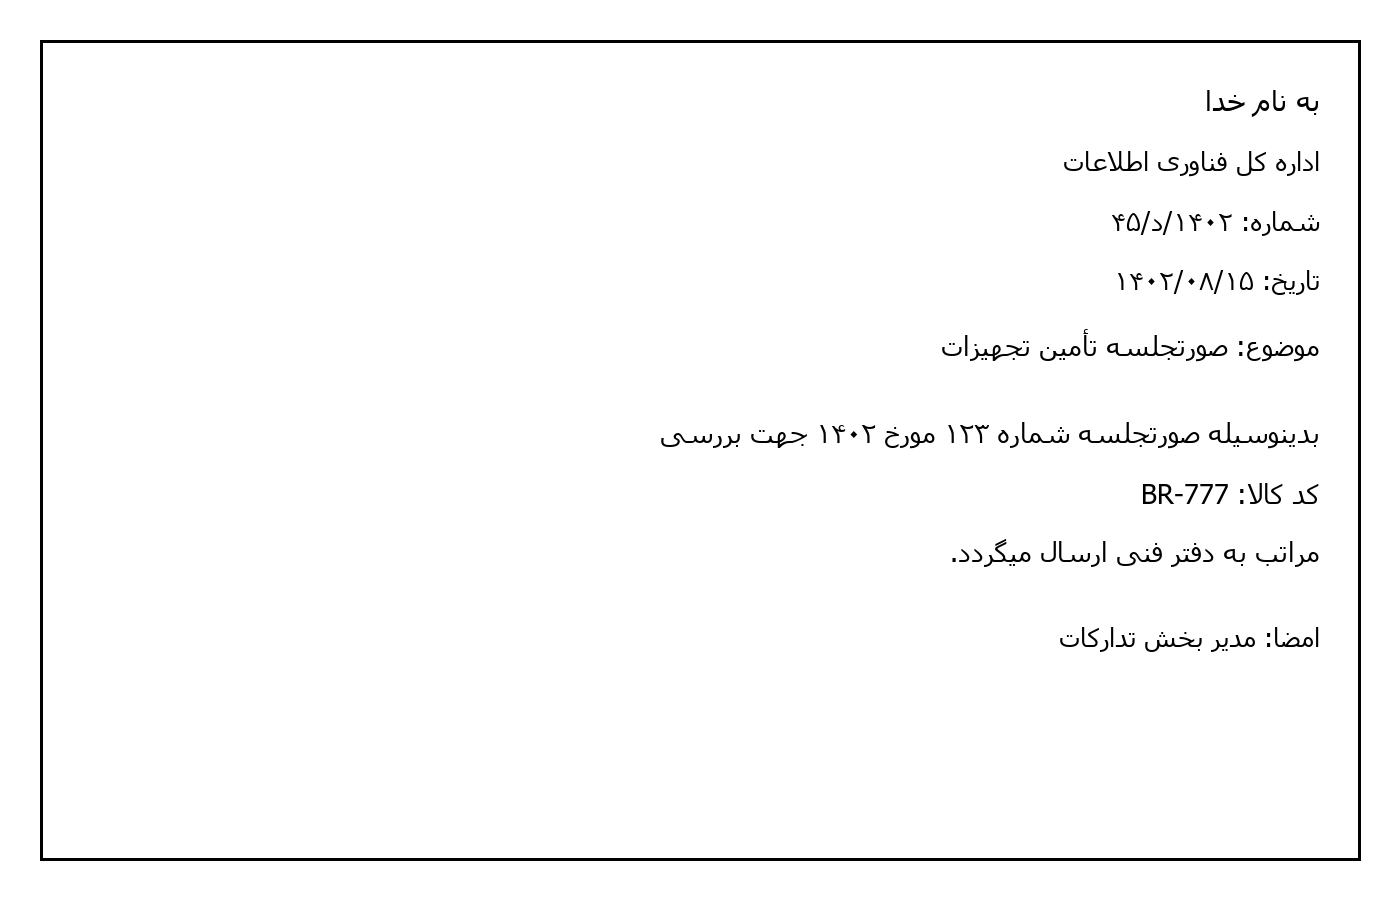 به نام خدا
اداره کل فناوری اطلاعات
شماره: ۱۴۰۲/د/۴۵
تاریخ: ۱۴۰۲/۰۸/۱۵
موضوع: صورتجلسه تأمین تجهیزات
بدینوسیله صورتجلسه شماره ۱۲۳ مورخ ۱۴۰۲ جهت بررسی
کد کالا: BR-777
مراتب به دفتر فنی ارسال میگردد.
امضا: مدیر بخش تدارکات